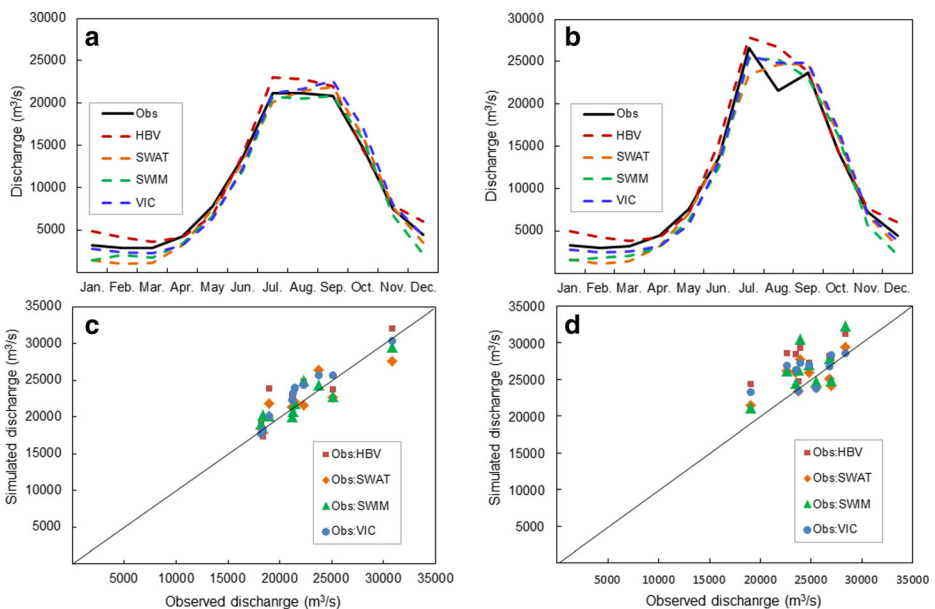 a
30000
25000
20000
15000
10000
5000
Dischanrge (m³/s)
Obs
HBV
SWAT
SWIM
VIC
Jan. Feb. Mar. Apr. May Jun. Jul. Aug. Sep. Oct. Nov. Dec.
b
30000
25000
20000
15000
10000
5000
Dischanrge (m³/s)
Obs
HBV
SWAT
SWIM
VIC
Jan. Feb. Mar. Apr. May Jun. Jul. Aug. Sep. Oct. Nov. Dec.
c
35000
30000
25000
20000
15000
10000
5000
Simulated dischanrge (m³/s)
Obs:HBV
Obs:SWAT
Obs:SWIM
Obs:VIC
5000 10000 15000 20000 25000 30000 35000
Observed dischanrge (m³/s)
d
35000
30000
25000
20000
15000
10000
5000
Simulated dischanrge (m³/s)
Obs:HBV
Obs:SWAT
Obs:SWIM
Obs:VIC
5000 10000 15000 20000 25000 30000 35000
Observed dischanrge (m³/s)